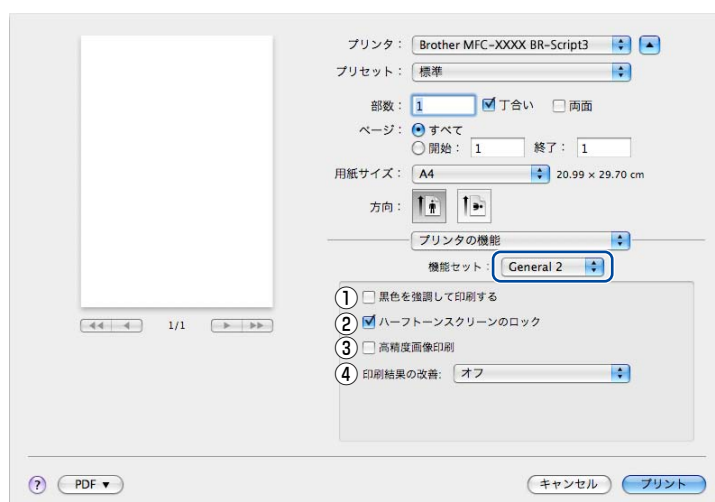 プリンタ： Brother MFC-XXXX BR-Script3
プリセット： 標準
部数： 1 丁合い 両面
ページ： すべて
開始： 1 終了： 1
用紙サイズ： A4 20.99 × 29.70 cm
方向：
プリンタの機能
機能セット： General 2
① 黒色を強調して印刷する
② ハーフトーンスクリーンのロック
③ 高精度画像印刷
④ 印刷結果の改善: オフ
1/1
? PDF ▼ キャンセル プリント